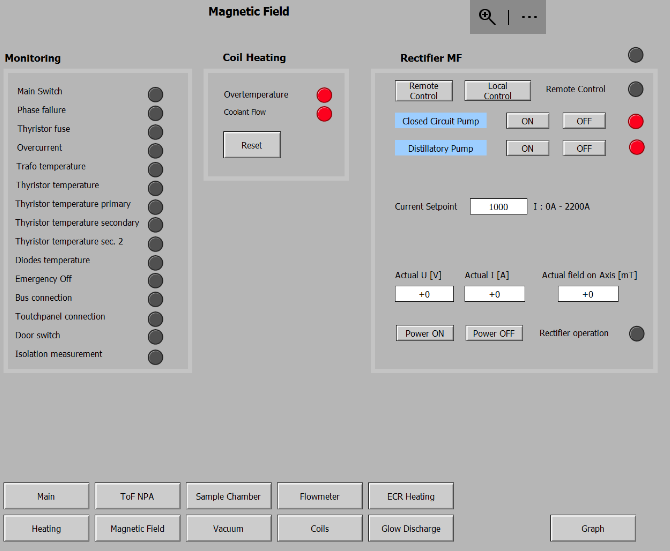 Magnetic Field
Monitoring
Main Switch
Phase failure
Thyristor fuse
Overcurrent
Trafo temperature
Thyristor temperature
Thyristor temperature primary
Thyristor temperature secondary
Thyristor temperature sec. 2
Diodes temperature
Emergency Off
Bus connection
Toutchpanel connection
Door switch
Isolation measurement
Coil Heating
Overtemperature
Coolant Flow
Reset
Rectifier MF
Remote
Control
Local
Control
Remote Control
Closed Circuit Pump ON OFF
Distillatory Pump ON OFF
Current Setpoint 1000 I : 0A - 2200A
Actual U [V] Actual I [A] Actual field on Axis [mT]
+0 +0 +0
Power ON Power OFF Rectifier operation
Main ToF NPA Sample Chamber Flowmeter ECR Heating
Heating Magnetic Field Vacuum Coils Glow Discharge Graph